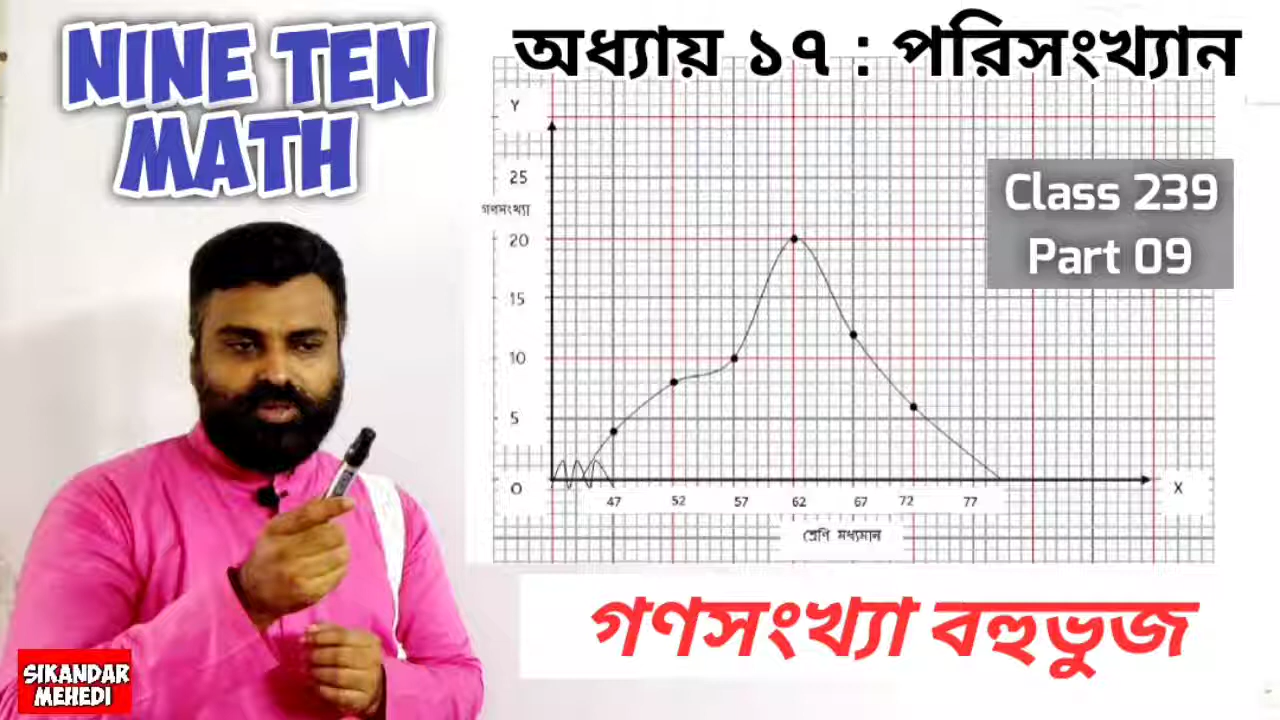 NINE TEN
MATH
অধ্যায় ১৭ : পরিসংখ্যান
Class 239
Part 09
Y
25
গণসংখ্যা
20
15
10
5
O
X
47 52 57 62 67 72 77
শ্রেণি মধ্যমান
গণসংখ্যা বহুভুজ
SIKANDAR
MEHEDI